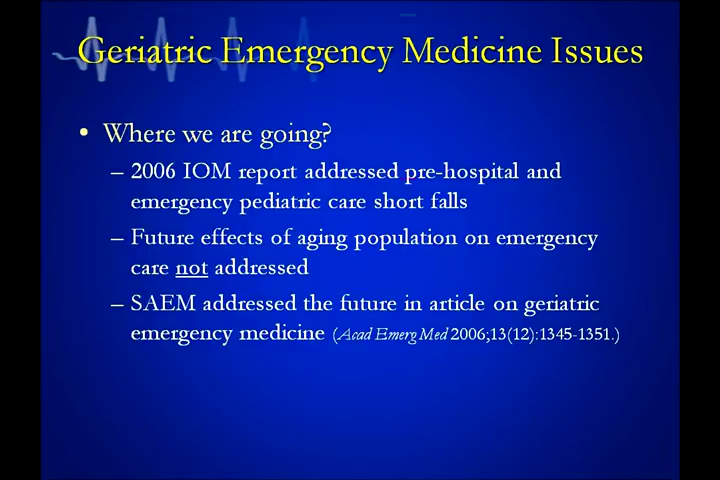 Geriatric Emergency Medicine Issues
• Where we are going?
– 2006 IOM report addressed pre-hospital and
emergency pediatric care short falls
– Future effects of aging population on emergency
care not addressed
– SAEM addressed the future in article on geriatric
emergency medicine (Acad Emerg Med 2006;13(12):1345-1351.)